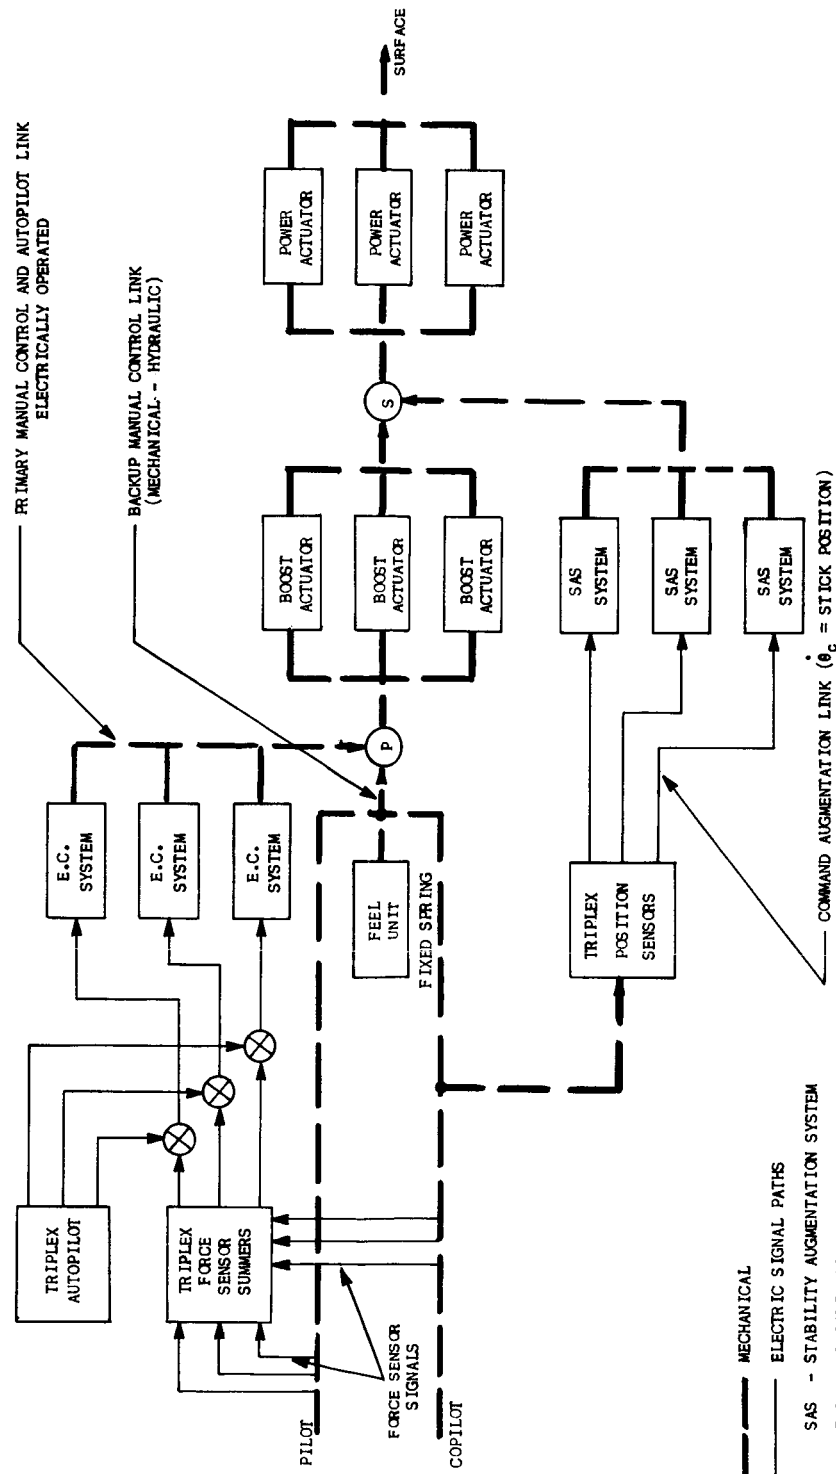 PRIMARY MANUAL CONTROL AND AUTOPILOT LINK
ELECTRICALLY OPERATED
BACKUP MANUAL CONTROL LINK
(MECHANICAL - HYDRAULIC)
TRIPLEX
AUTOPILOT
TRIPLEX
FORCE
SENSOR
SUMMERS
E.C.
SYSTEM
E.C.
SYSTEM
E.C.
SYSTEM
PILOT
FORCE SENSOR
SIGNALS
COPILOT
FEEL
UNIT
FIXED SPRING
P
BOOST
ACTUATOR
BOOST
ACTUATOR
BOOST
ACTUATOR
S
POWER
ACTUATOR
POWER
ACTUATOR
POWER
ACTUATOR
SURFACE
TRIPLEX
POSITION
SENSORS
SAS
SYSTEM
SAS
SYSTEM
SAS
SYSTEM
COMMAND AUGMENTATION LINK (θ̇c = STICK POSITION)
MECHANICAL
ELECTRIC SIGNAL PATHS
SAS - STABILITY AUGMENTATION SYSTEM